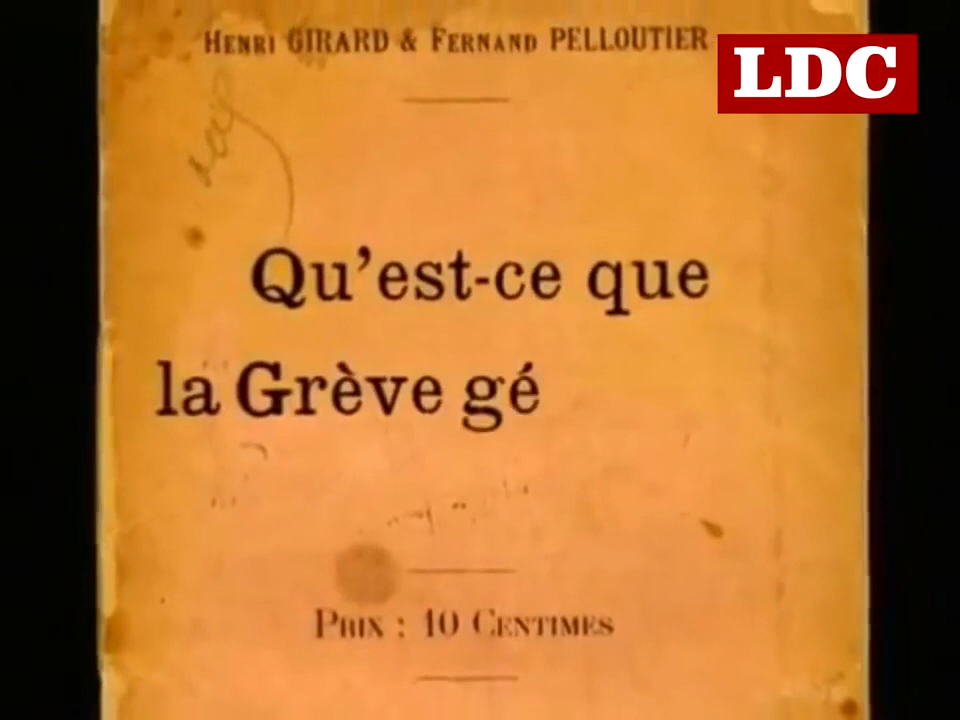 Henri GIRARD & Fernand PELLOUTIER
LDC
Qu'est-ce que
la Grève gé
Prix : 10 Centimes